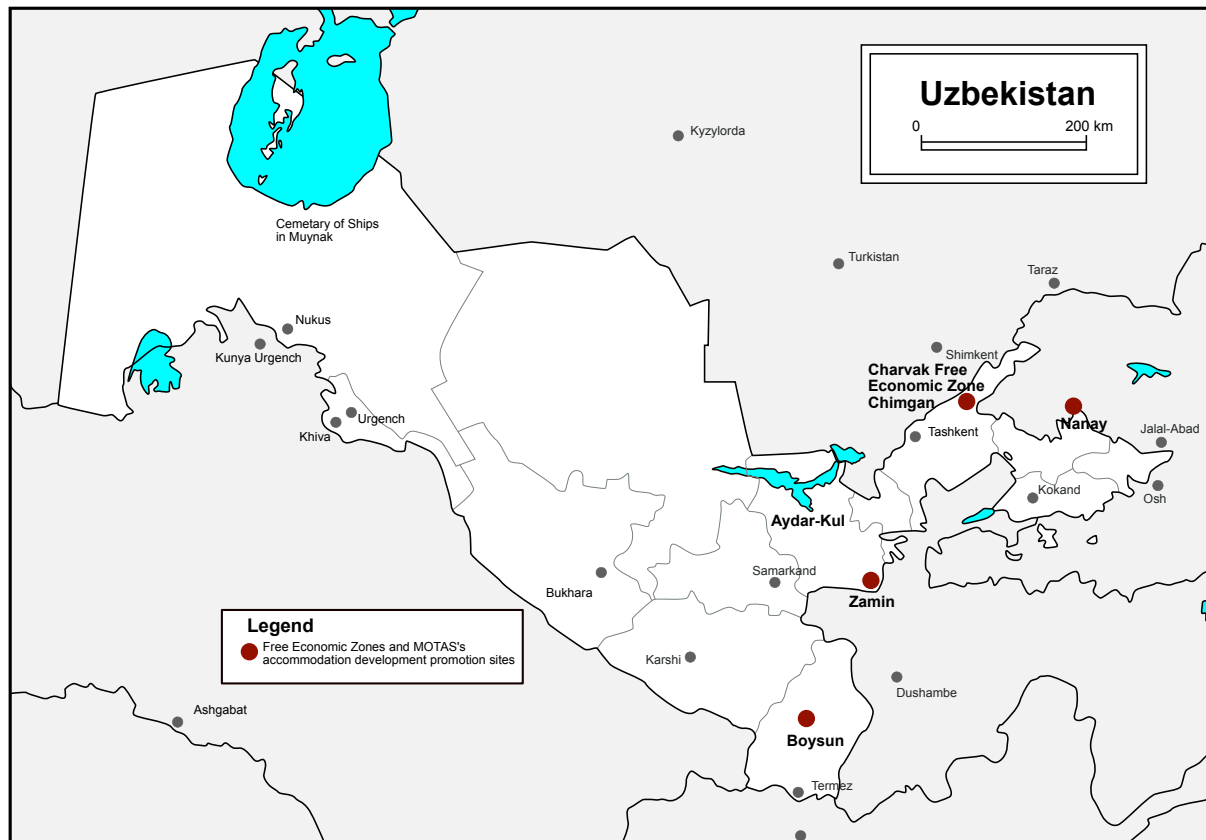 Uzbekistan
0 200 km
Kyzylorda
Cemetary of Ships
in Muynak
Turkistan
Taraz
Nukus
Kunya Urgench
Shimkent
Charvak Free
Economic Zone
Chimgan
Urgench
Khiva
Tashkent
Nanay
Jalal-Abad
Kokand
Osh
Aydar-Kul
Samarkand
Bukhara
Zamin
Legend
Free Economic Zones and MOTAS's
accommodation development promotion sites
Karshi
Dushambe
Ashgabat
Boysun
Termez